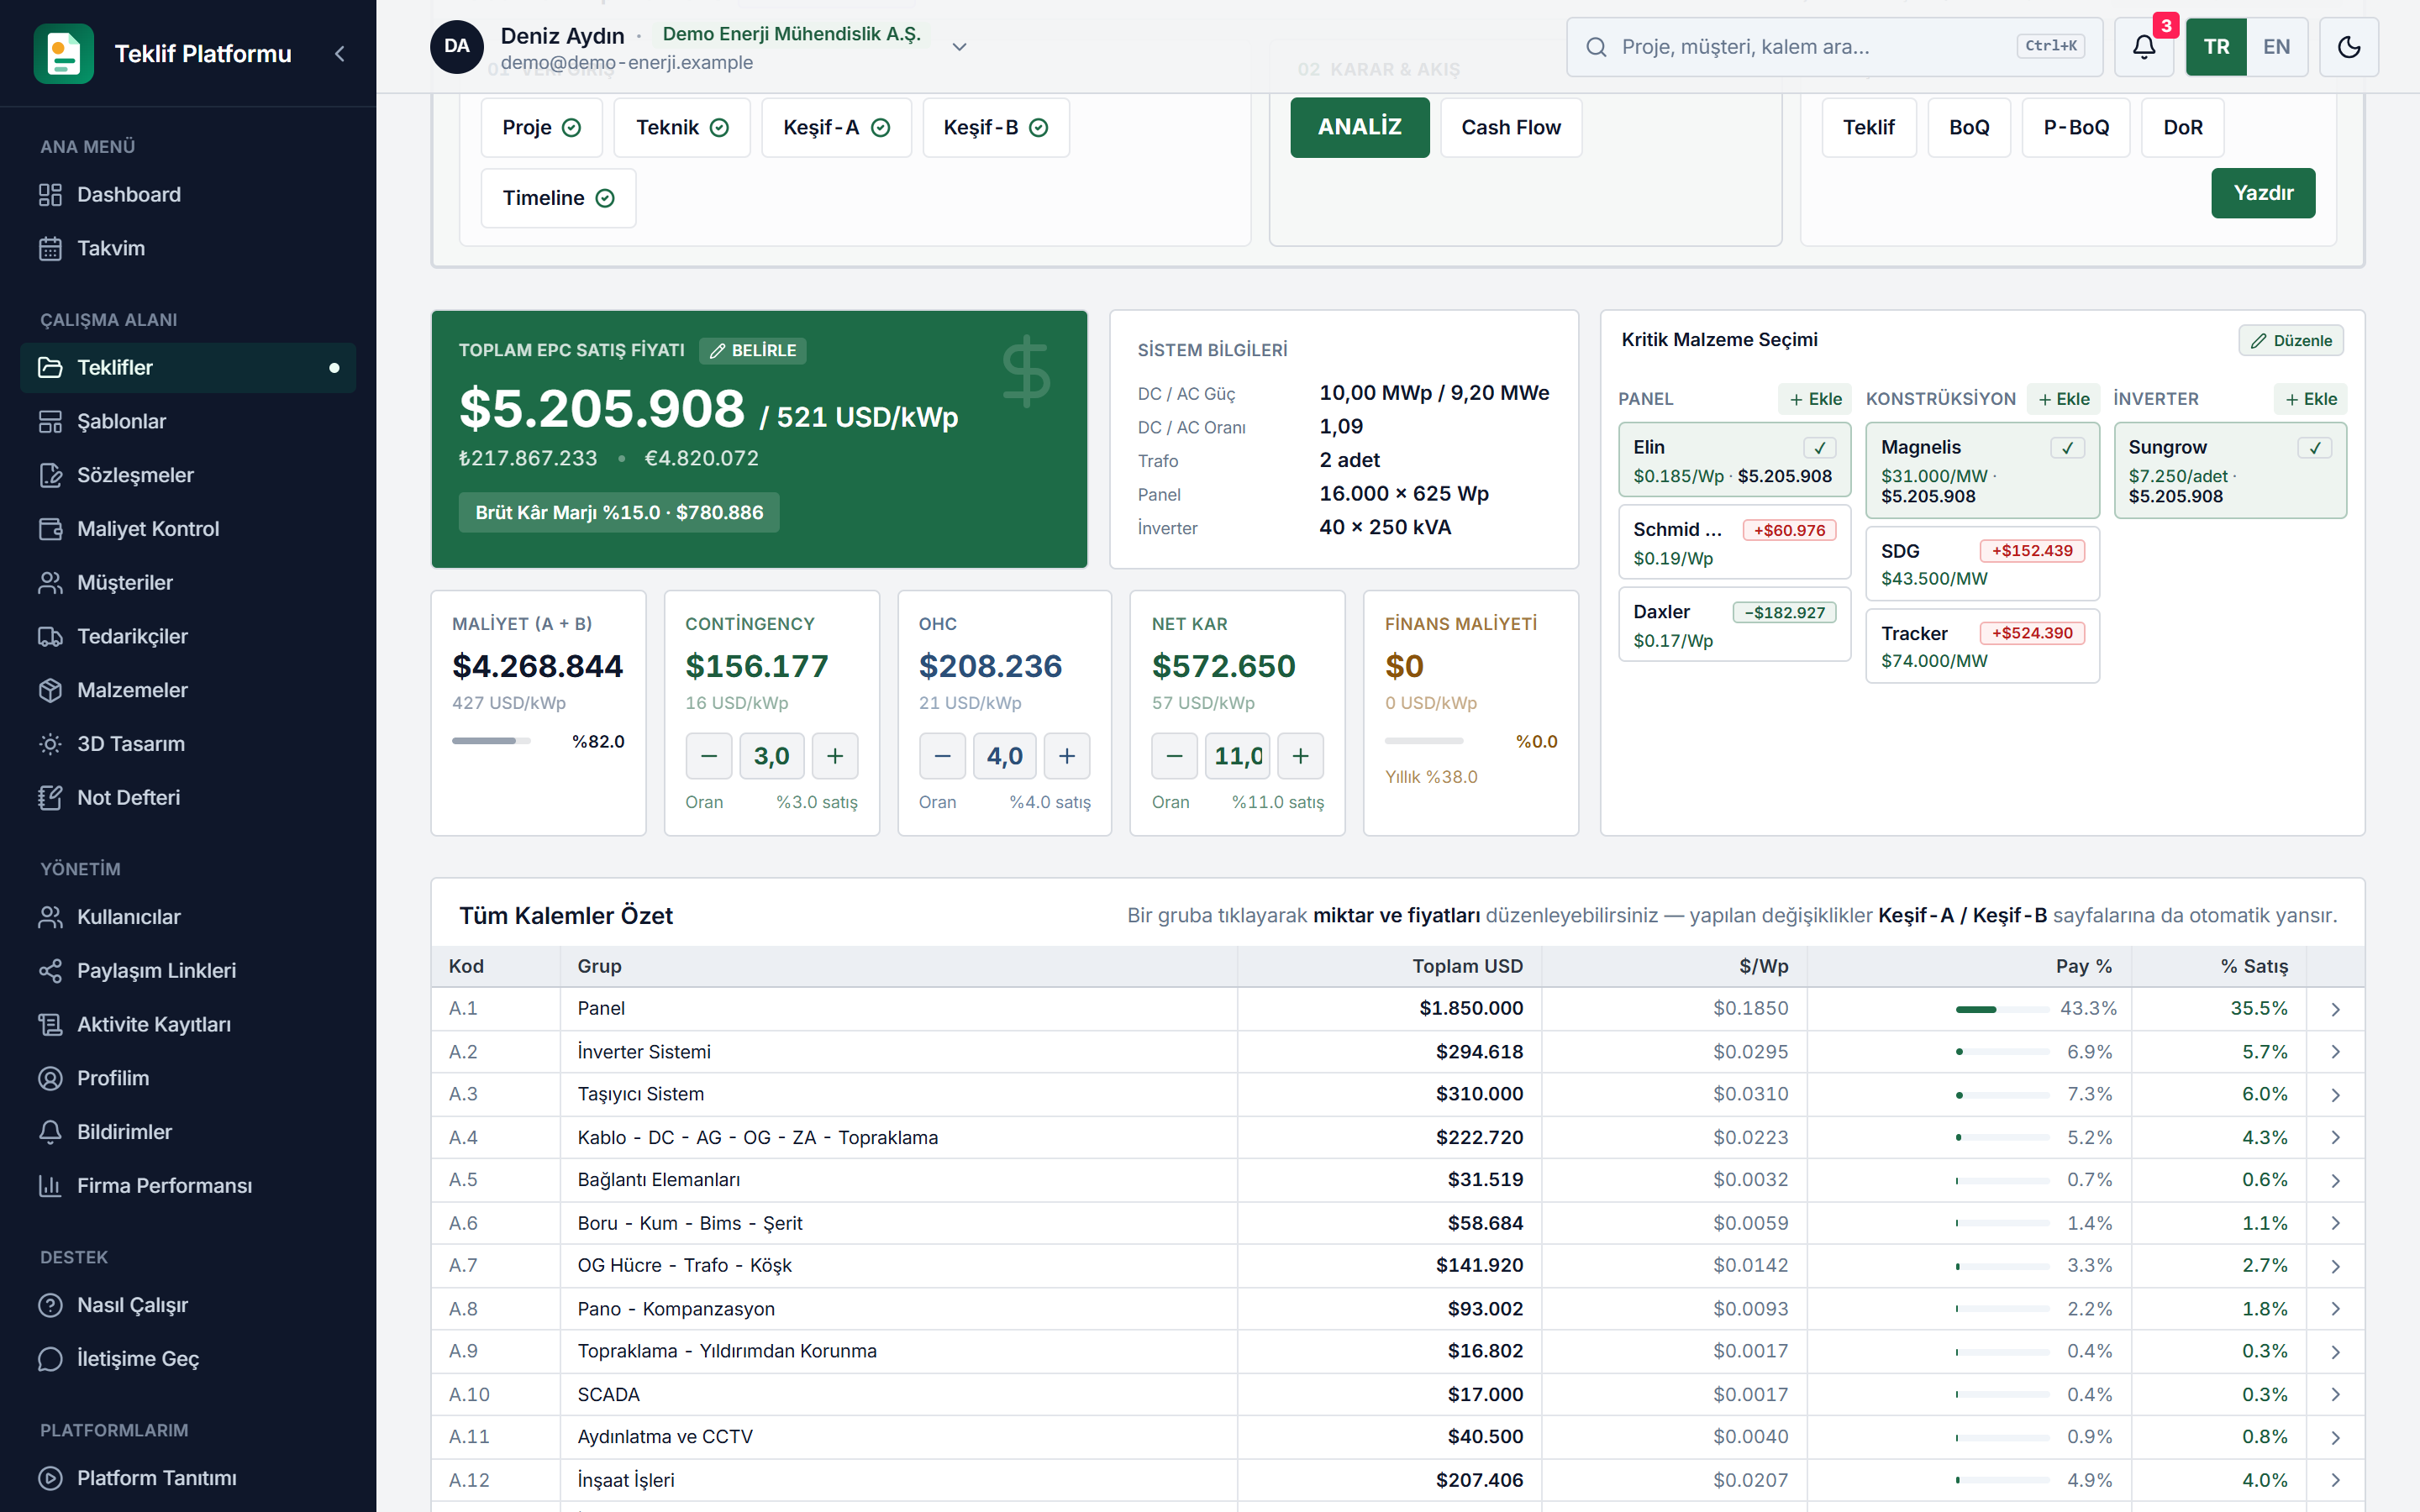 Teklif Platformu
ANA MENÜ
Dashboard
Takvim
ÇALIŞMA ALANI
Teklifler
Şablonlar
Sözleşmeler
Maliyet Kontrol
Müşteriler
Tedarikçiler
Malzemeler
3D Tasarım
Not Defteri
YÖNETİM
Kullanıcılar
Paylaşım Linkleri
Aktivite Kayıtları
Profilim
Bildirimler
Firma Performansı
DESTEK
Nasıl Çalışır
İletişime Geç
PLATFORMLARIM
Platform Tanıtımı
DA
Deniz Aydın · Demo Enerji Mühendislik A.Ş.
demo@demo-enerji.example
Proje, müşteri, kalem ara... Ctrl+K
3
TR EN
01 VERİ GİRİŞ
02 KARAR & AKIŞ
Proje Teknik Keşif-A Keşif-B
Timeline
ANALİZ Cash Flow
Teklif BoQ P-BoQ DoR
Yazdır
TOPLAM EPC SATIŞ FİYATI BELİRLE
$5.205.908 / 521 USD/kWp
₺217.867.233 • €4.820.072
Brüt Kâr Marjı %15.0 · $780.886
SİSTEM BİLGİLERİ
DC / AC Güç 10,00 MWp / 9,20 MWe
DC / AC Oranı 1,09
Trafo 2 adet
Panel 16.000 × 625 Wp
İnverter 40 × 250 kVA
Kritik Malzeme Seçimi Düzenle
PANEL + Ekle
Elin ✓
$0.185/Wp · $5.205.908
Schmid ... +$60.976
$0.19/Wp
Daxler −$182.927
$0.17/Wp
KONSTRÜKSİYON + Ekle
Magnelis ✓
$31.000/MW ·
$5.205.908
SDG +$152.439
$43.500/MW
Tracker +$524.390
$74.000/MW
İNVERTER + Ekle
Sungrow ✓
$7.250/adet ·
$5.205.908
MALİYET (A + B)
$4.268.844
427 USD/kWp
%82.0
CONTİNGENCY
$156.177
16 USD/kWp
− 3,0 +
Oran %3.0 satış
OHC
$208.236
21 USD/kWp
− 4,0 +
Oran %4.0 satış
NET KAR
$572.650
57 USD/kWp
− 11,0 +
Oran %11.0 satış
FİNANS MALİYETİ
$0
0 USD/kWp
%0.0
Yıllık %38.0
Tüm Kalemler Özet
Bir gruba tıklayarak miktar ve fiyatları düzenleyebilirsiniz — yapılan değişiklikler Keşif-A / Keşif-B sayfalarına da otomatik yansır.
Kod Grup Toplam USD $/Wp Pay % % Satış
A.1 Panel $1.850.000 $0.1850 43.3% 35.5%
A.2 İnverter Sistemi $294.618 $0.0295 6.9% 5.7%
A.3 Taşıyıcı Sistem $310.000 $0.0310 7.3% 6.0%
A.4 Kablo - DC - AG - OG - ZA - Topraklama $222.720 $0.0223 5.2% 4.3%
A.5 Bağlantı Elemanları $31.519 $0.0032 0.7% 0.6%
A.6 Boru - Kum - Bims - Şerit $58.684 $0.0059 1.4% 1.1%
A.7 OG Hücre - Trafo - Köşk $141.920 $0.0142 3.3% 2.7%
A.8 Pano - Kompanzasyon $93.002 $0.0093 2.2% 1.8%
A.9 Topraklama - Yıldırımdan Korunma $16.802 $0.0017 0.4% 0.3%
A.10 SCADA $17.000 $0.0017 0.4% 0.3%
A.11 Aydınlatma ve CCTV $40.500 $0.0040 0.9% 0.8%
A.12 İnşaat İşleri $207.406 $0.0207 4.9% 4.0%